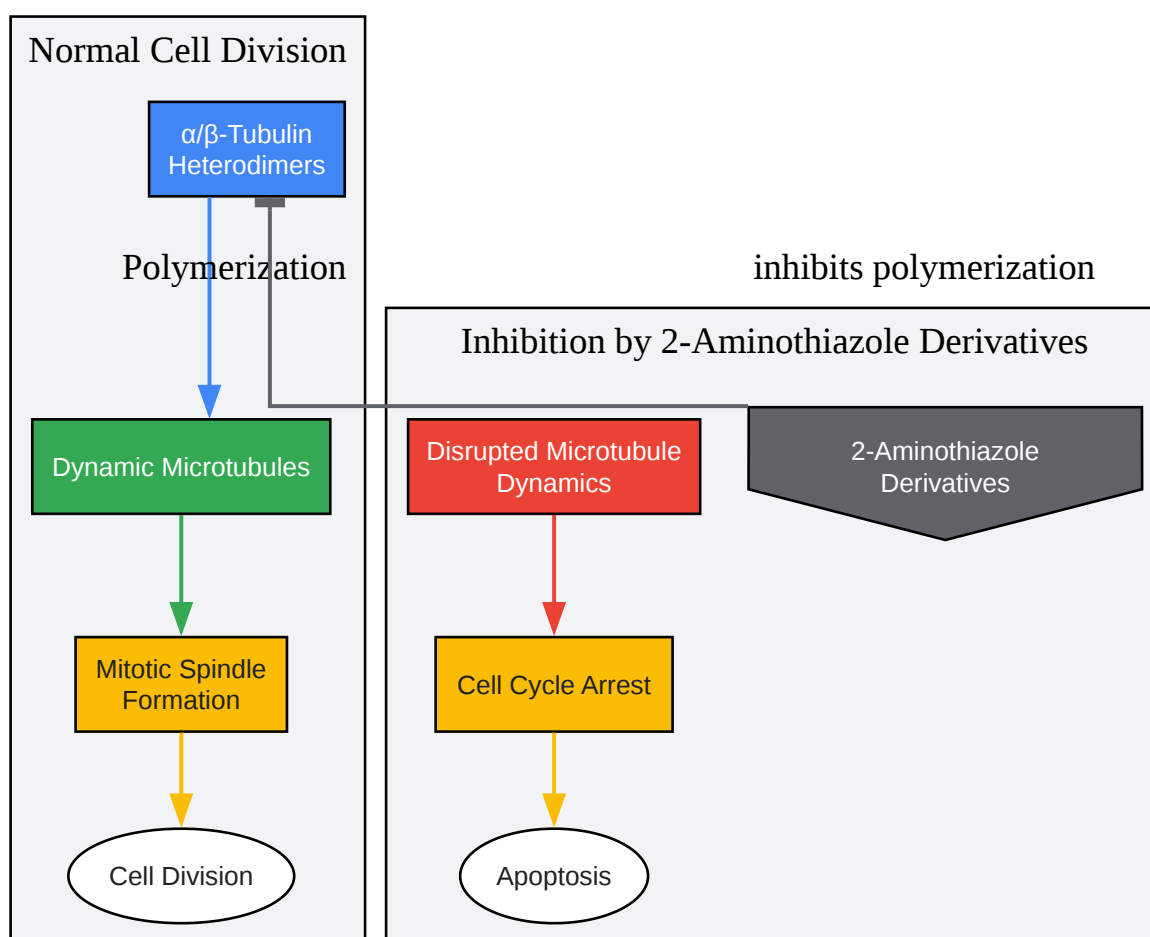 Normal Cell Division
α/β-Tubulin
Heterodimers
Polymerization
inhibits polymerization
Inhibition by 2-Aminothiazole Derivatives
Dynamic Microtubules
Disrupted Microtubule
Dynamics
2-Aminothiazole
Derivatives
Mitotic Spindle
Formation
Cell Cycle Arrest
Cell Division
Apoptosis